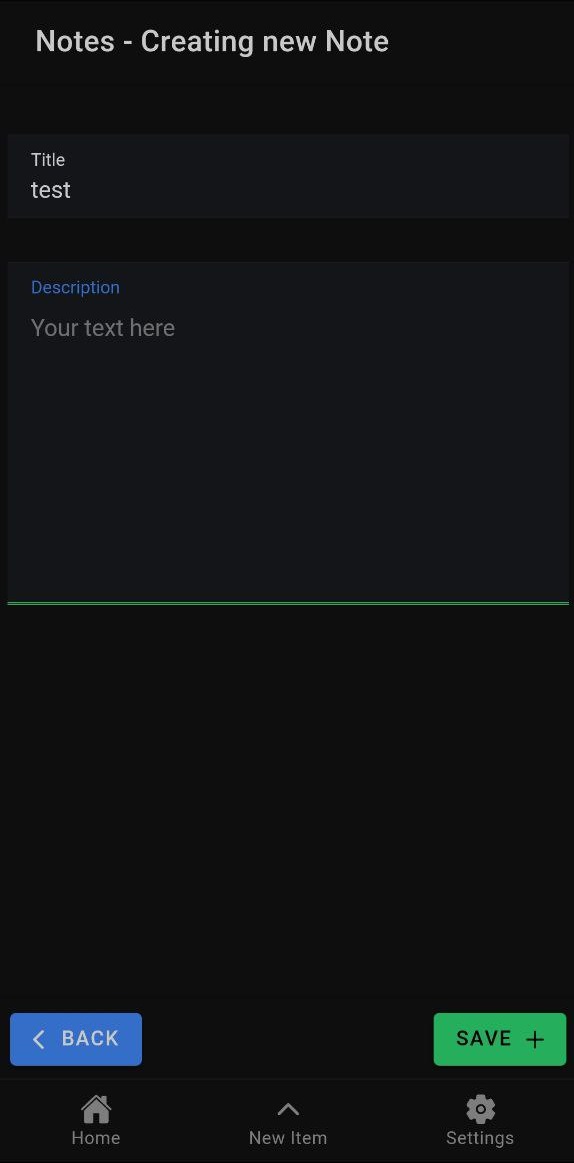 Notes - Creating new Note
Title
test
Description
Your text here
BACK
SAVE
Home
New Item
Settings